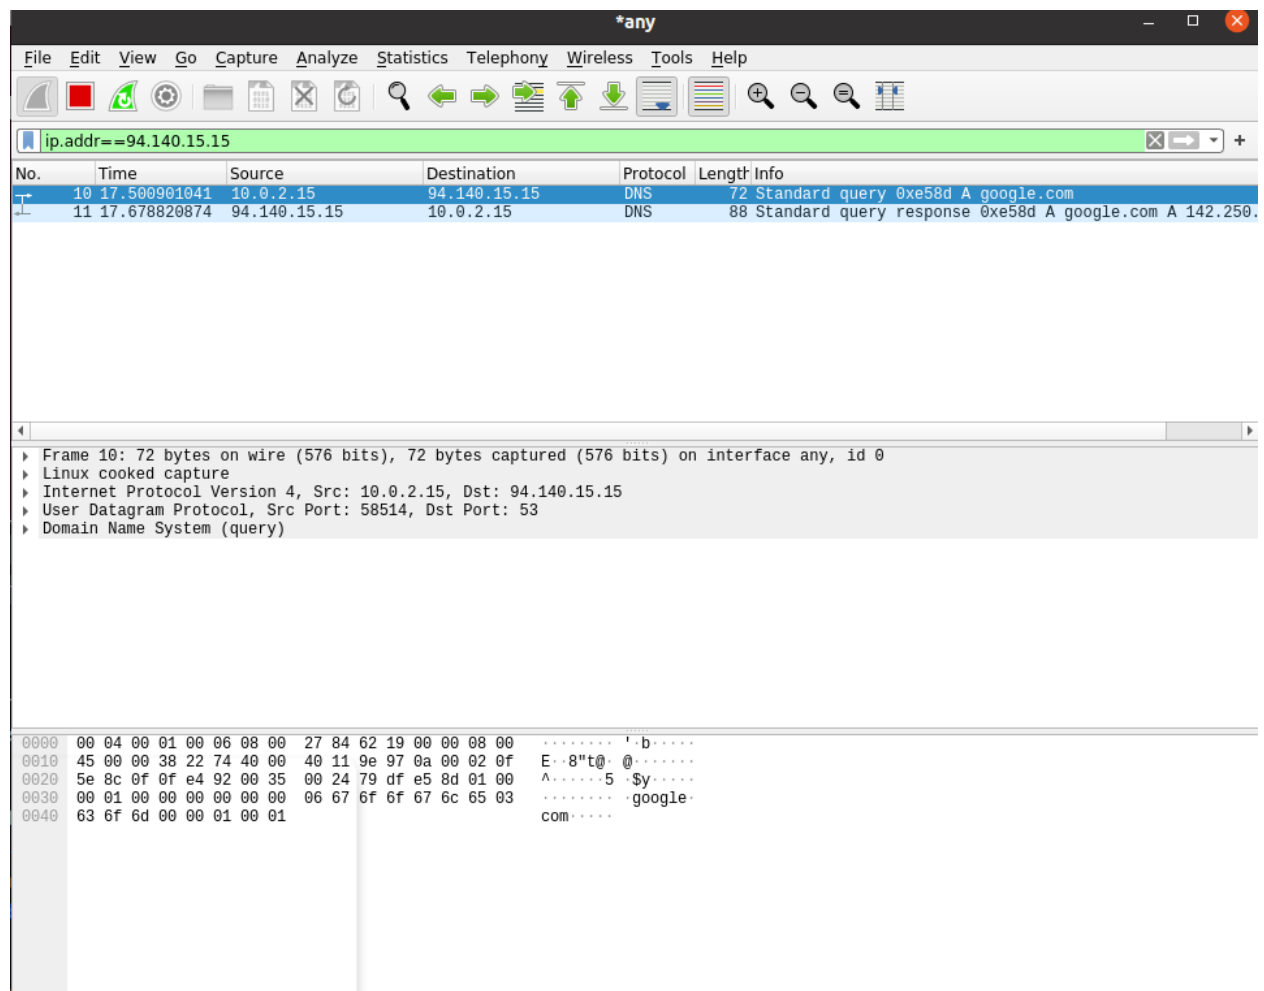 *any
File Edit View Go Capture Analyze Statistics Telephony Wireless Tools Help
ip.addr==94.140.15.15
No. Time Source Destination Protocol Length Info
10 17.500901041 10.0.2.15 94.140.15.15 DNS 72 Standard query 0xe58d A google.com
11 17.678820874 94.140.15.15 10.0.2.15 DNS 88 Standard query response 0xe58d A google.com A 142.250.
Frame 10: 72 bytes on wire (576 bits), 72 bytes captured (576 bits) on interface any, id 0
Linux cooked capture
Internet Protocol Version 4, Src: 10.0.2.15, Dst: 94.140.15.15
User Datagram Protocol, Src Port: 58514, Dst Port: 53
Domain Name System (query)
0000 00 04 00 01 00 06 08 00 27 84 62 19 00 00 08 00 ········ '·b·····
0010 45 00 00 38 22 74 40 00 40 11 9e 97 0a 00 02 0f E··8"t@· @·······
0020 5e 8c 0f 0f e4 92 00 35 00 24 79 df e5 8d 01 00 ^······5 ·$y·····
0030 00 01 00 00 00 00 00 00 06 67 6f 6f 67 6c 65 03 ········ ·google·
0040 63 6f 6d 00 00 01 00 01 com·····